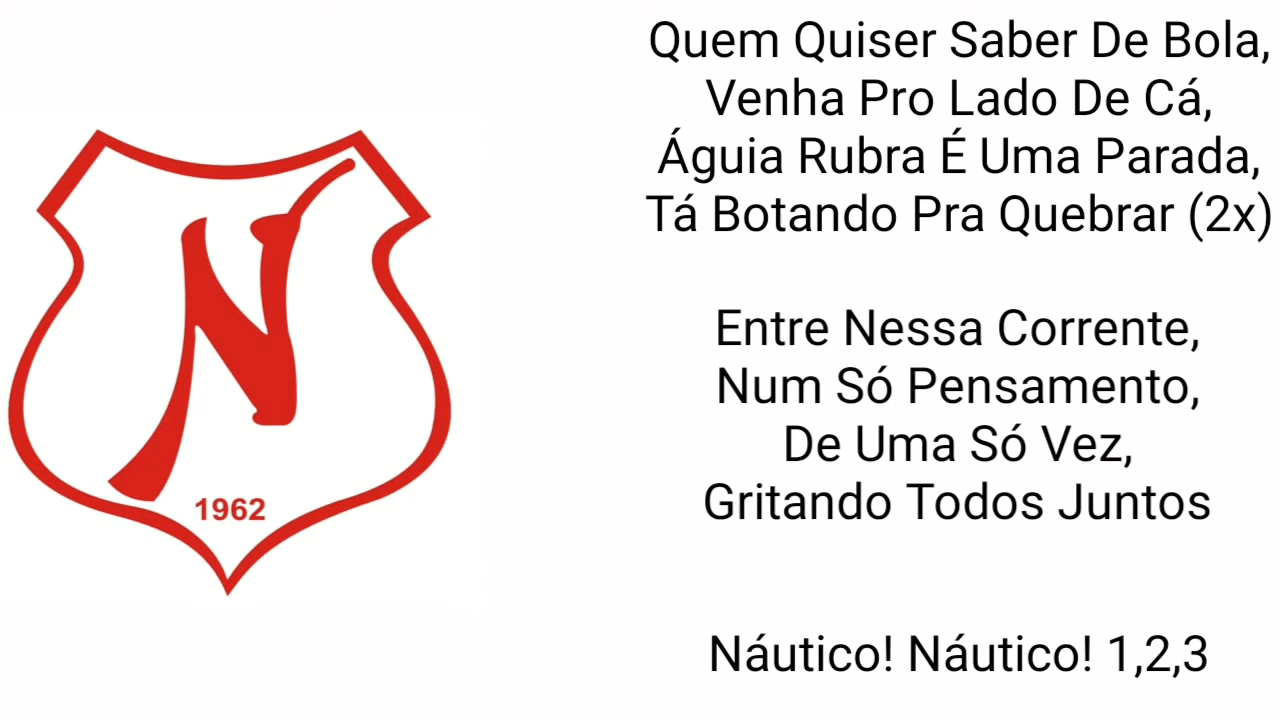 Quem Quiser Saber De Bola,
Venha Pro Lado De Cá,
Águia Rubra É Uma Parada,
Tá Botando Pra Quebrar (2x)
Entre Nessa Corrente,
Num Só Pensamento,
De Uma Só Vez,
Gritando Todos Juntos
Náutico! Náutico! 1,2,3
N
1962